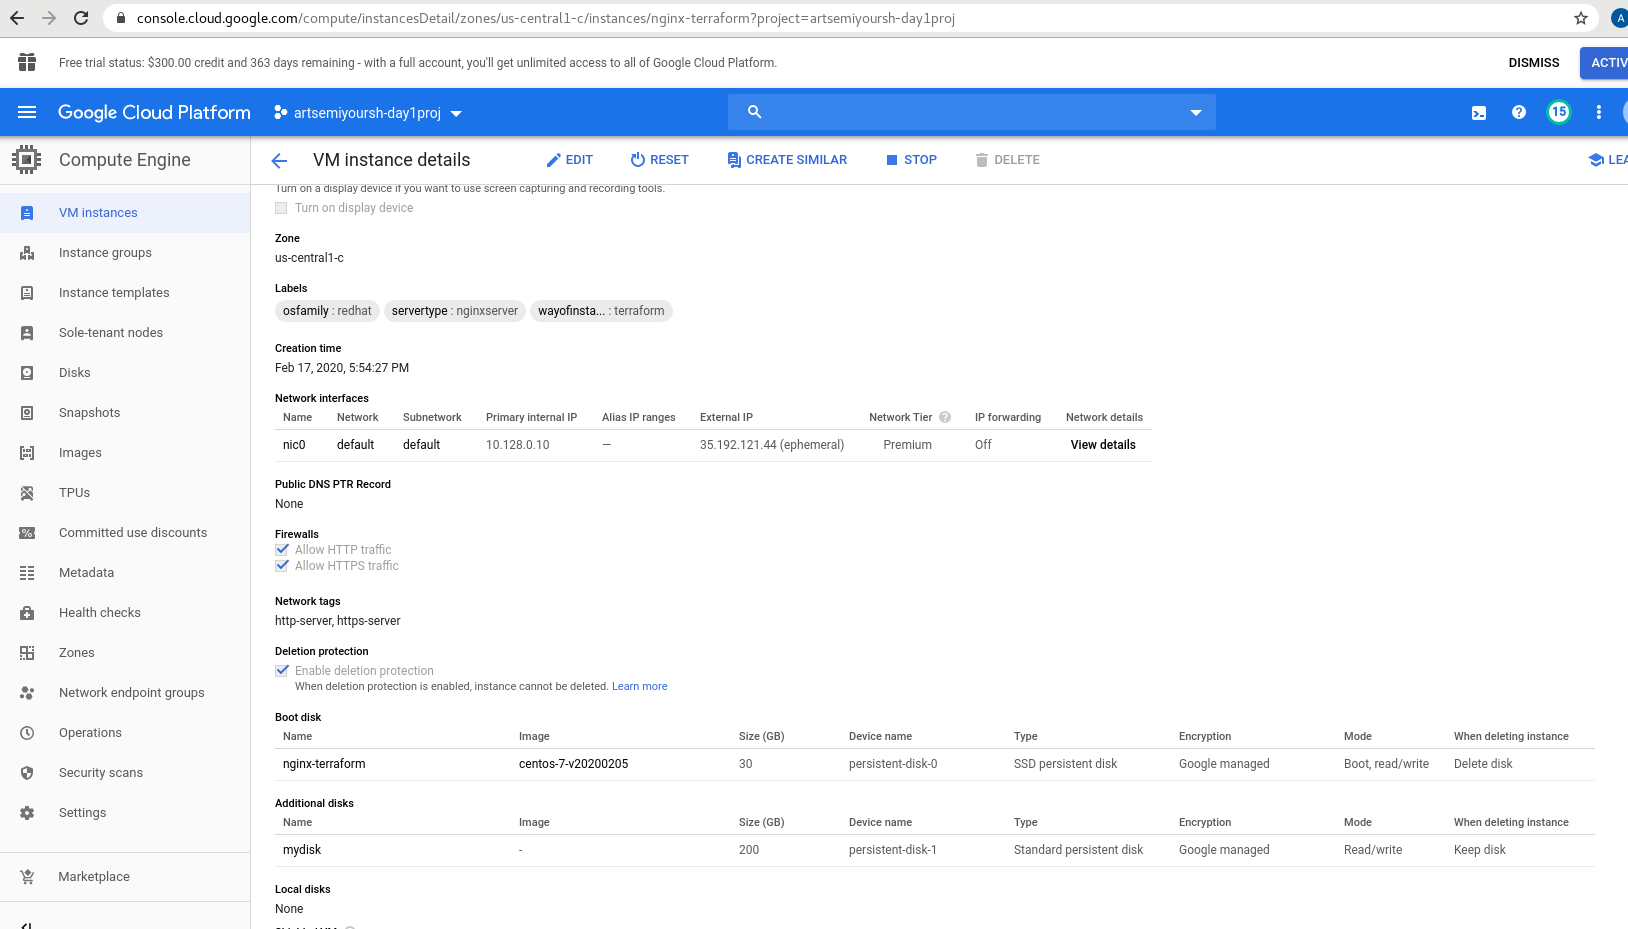 console.cloud.google.com/compute/instancesDetail/zones/us-central1-c/instances/nginx-terraform?project=artsemiyoursh-day1proj
A
Free trial status: $300.00 credit and 363 days remaining - with a full account, you'll get unlimited access to all of Google Cloud Platform.
DISMISS
ACTIV
Google Cloud Platform
artsemiyoursh-day1proj
15
Compute Engine
VM instance details
EDIT
RESET
CREATE SIMILAR
STOP
DELETE
LEA
VM instances
Instance groups
Instance templates
Sole-tenant nodes
Disks
Snapshots
Images
TPUs
Committed use discounts
Metadata
Health checks
Zones
Network endpoint groups
Operations
Security scans
Settings
Marketplace
Turn on a display device if you want to use screen capturing and recording tools.
Turn on display device
Zone
us-central1-c
Labels
osfamily : redhat servertype : nginxserver wayofinsta... : terraform
Creation time
Feb 17, 2020, 5:54:27 PM
Network interfaces
Name Network Subnetwork Primary internal IP Alias IP ranges External IP Network Tier ? IP forwarding Network details
nic0 default default 10.128.0.10 — 35.192.121.44 (ephemeral) Premium Off View details
Public DNS PTR Record
None
Firewalls
Allow HTTP traffic
Allow HTTPS traffic
Network tags
http-server, https-server
Deletion protection
Enable deletion protection
When deletion protection is enabled, instance cannot be deleted. Learn more
Boot disk
Name Image Size (GB) Device name Type Encryption Mode When deleting instance
nginx-terraform centos-7-v20200205 30 persistent-disk-0 SSD persistent disk Google managed Boot, read/write Delete disk
Additional disks
Name Image Size (GB) Device name Type Encryption Mode When deleting instance
mydisk - 200 persistent-disk-1 Standard persistent disk Google managed Read/write Keep disk
Local disks
None